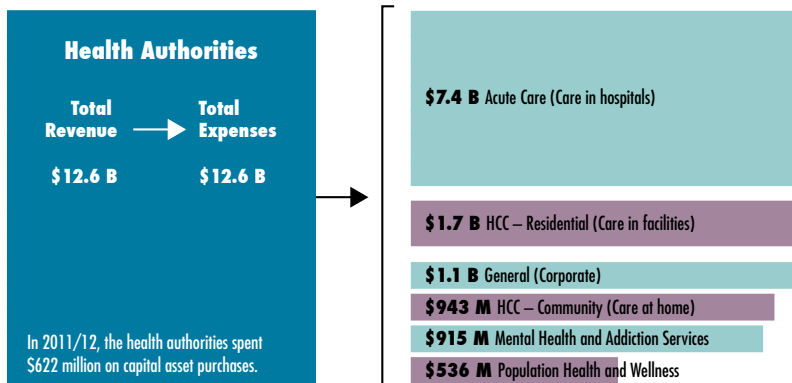 Health Authorities
Total Revenue
Total Expenses
$12.6 B
$12.6 B
In 2011/12, the health authorities spent
$622 million on capital asset purchases.
$7.4 B Acute Care (Care in hospitals)
$1.7 B HCC – Residential (Care in facilities)
$1.1 B General (Corporate)
$943 M HCC – Community (Care at home)
$915 M Mental Health and Addiction Services
$536 M Population Health and Wellness